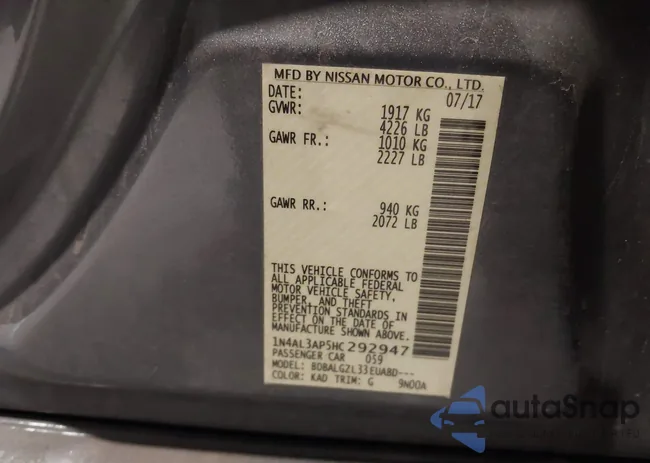 MFD BY NISSAN MOTOR CO., LTD.
DATE: 07/17
GVWR: 1917 KG
4226 LB
GAWR FR.: 1010 KG
2227 LB
GAWR RR.: 940 KG
2072 LB
THIS VEHICLE CONFORMS TO
ALL APPLICABLE FEDERAL
MOTOR VEHICLE SAFETY,
BUMPER, AND THEFT
PREVENTION STANDARDS IN
EFFECT ON THE DATE OF
MANUFACTURE SHOWN ABOVE.
1N4AL3AP5HC292947
PASSENGER CAR 059
MODEL: BDBALG2L33EUABD---
COLOR: KAD TRIM: G 9N00A
autoSnap